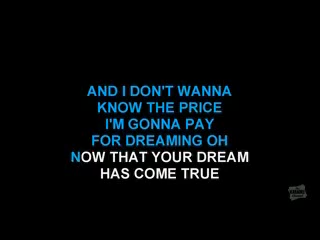 AND I DON'T WANNA
KNOW THE PRICE
I'M GONNA PAY
FOR DREAMING OH
NOW THAT YOUR DREAM
HAS COME TRUE